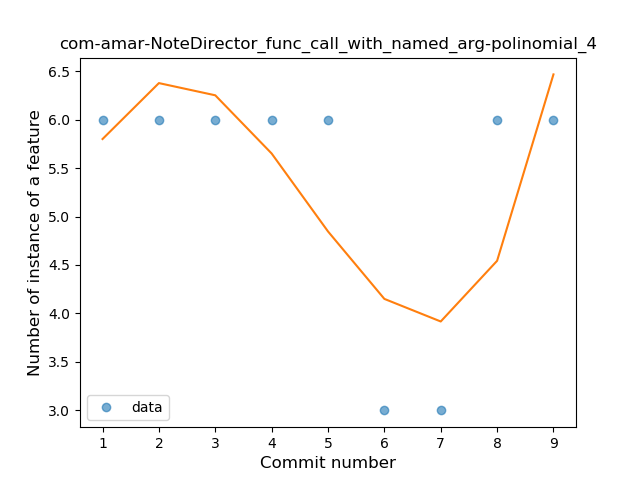 com-amar-NoteDirector_func_call_with_named_arg-polinomial_4
Number of instance of a feature
6.5
6.0
5.5
5.0
4.5
4.0
3.5
3.0
data
1 2 3 4 5 6 7 8 9
Commit number